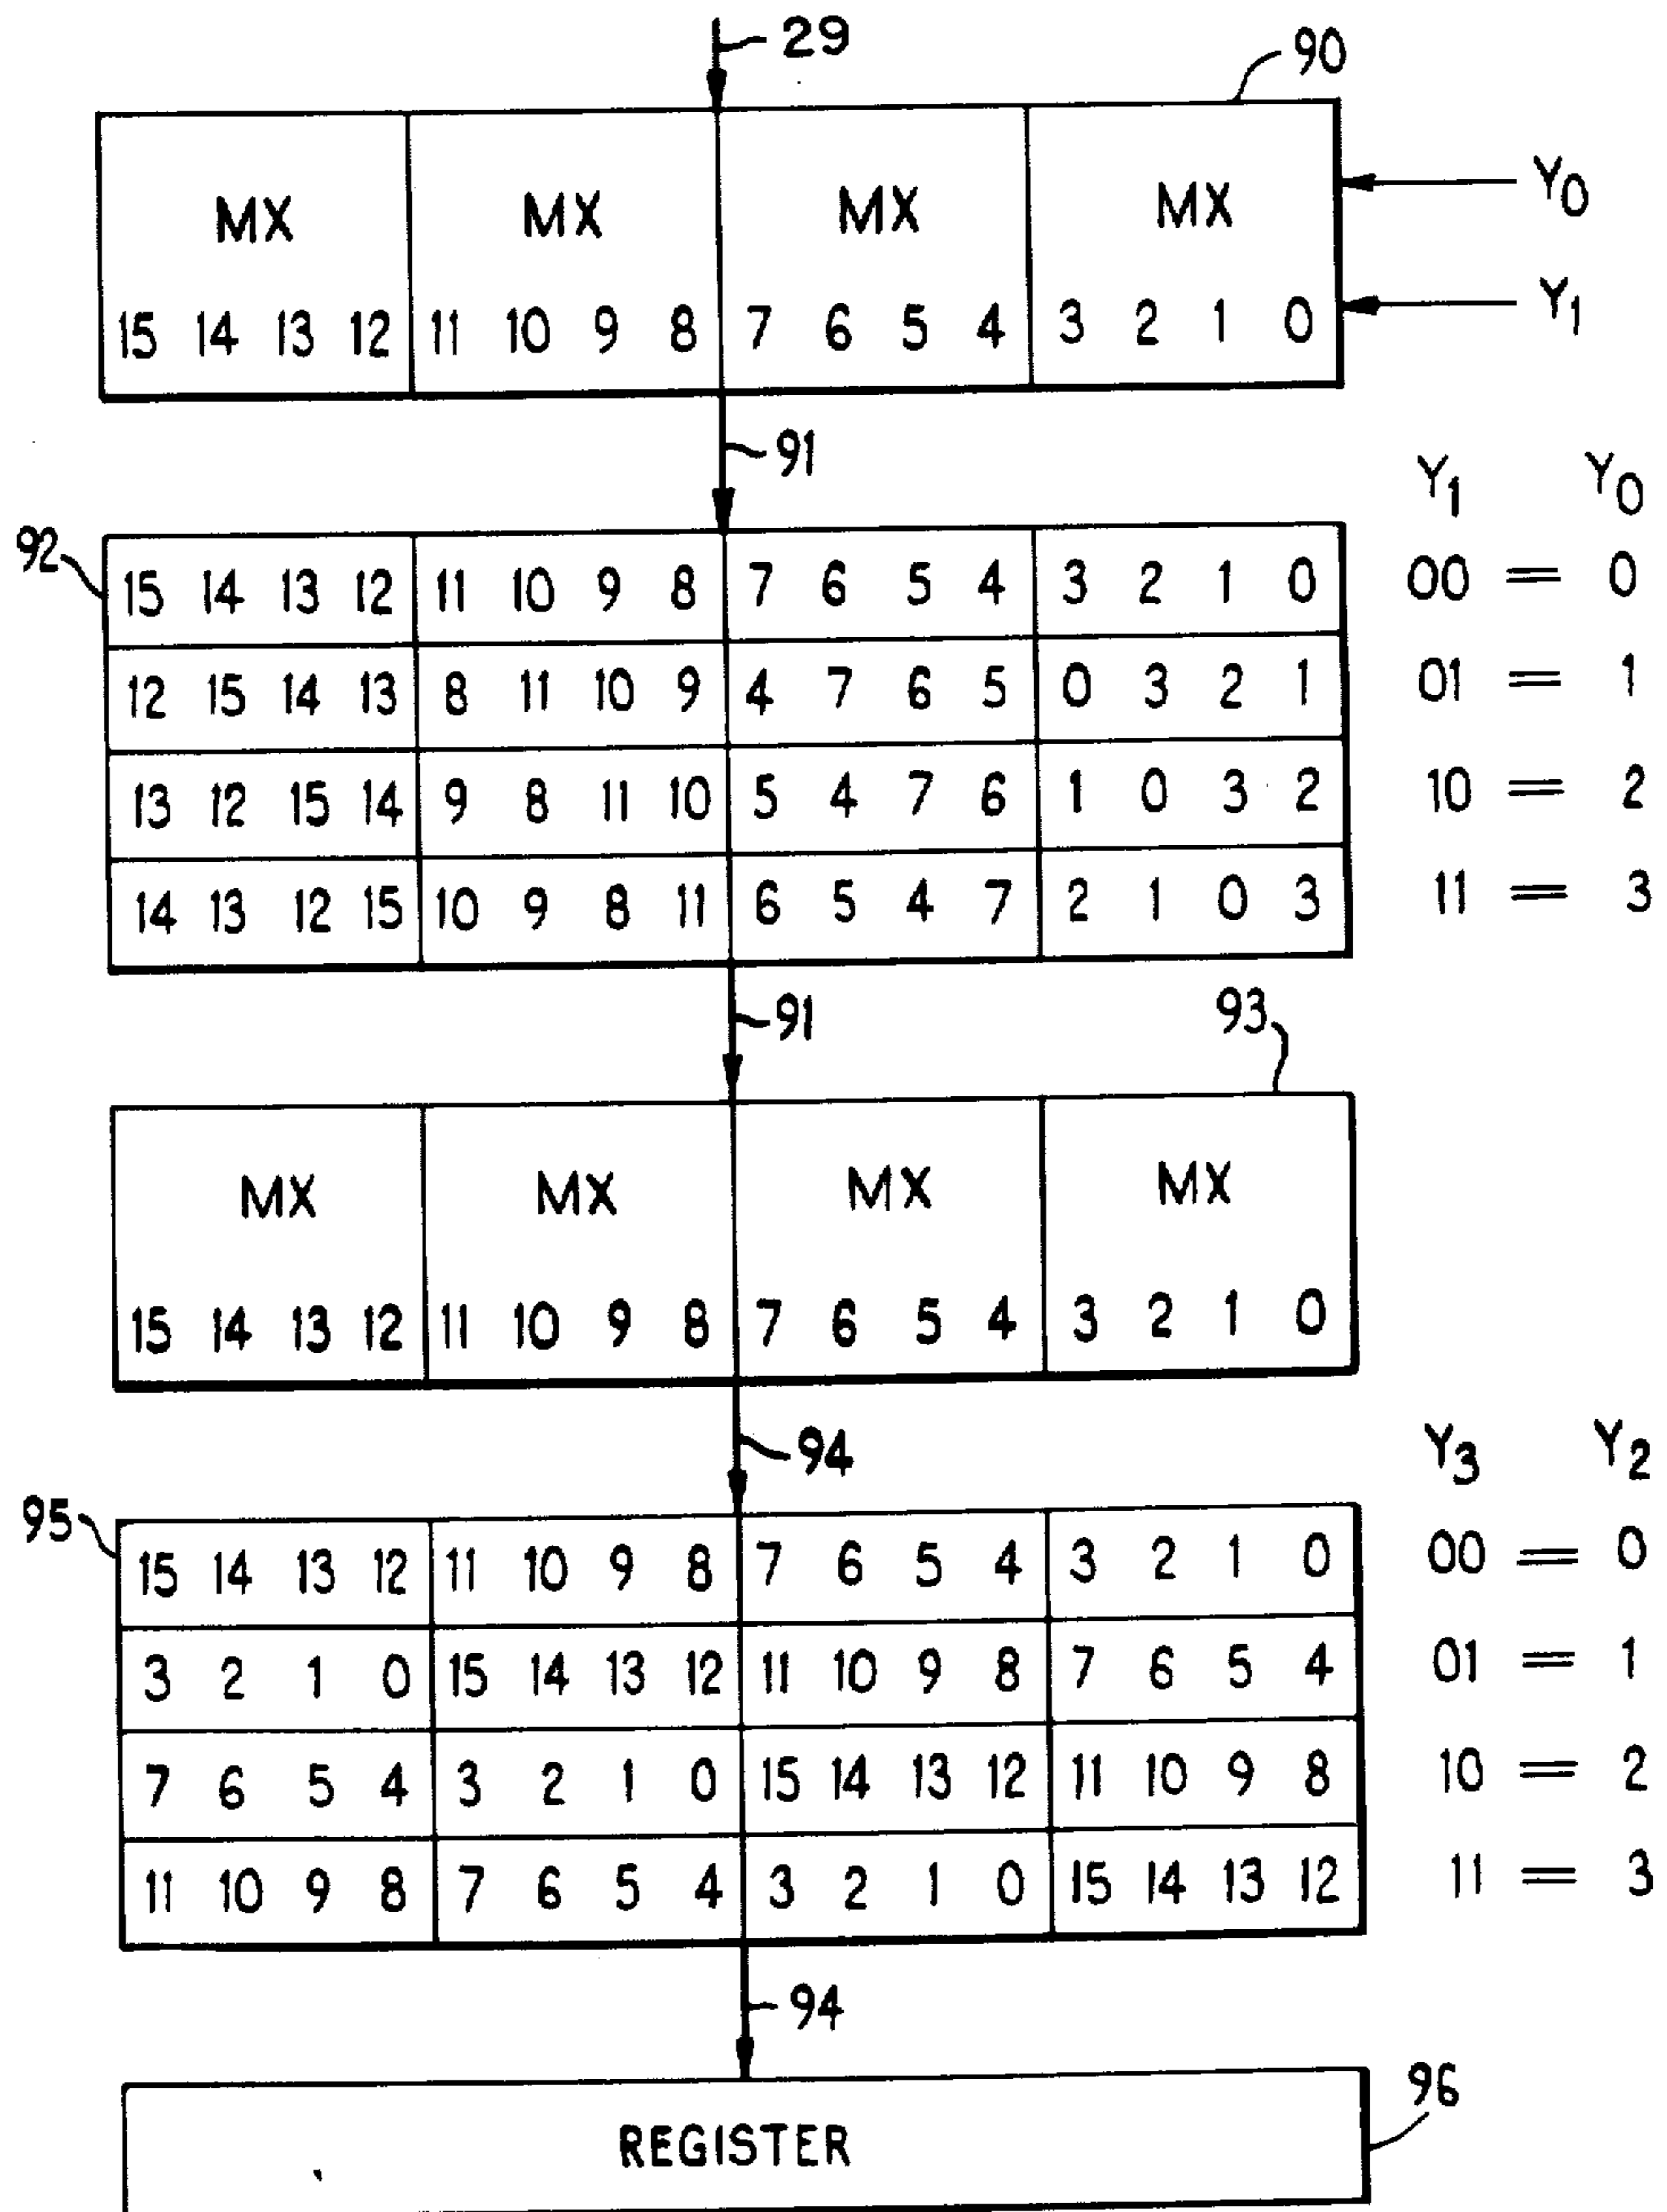 29
90
MX MX MX MX
Y0
15 14 13 12 11 10 9 8 7 6 5 4 3 2 1 0
Y1
91
Y1 Y0
92
15 14 13 12 11 10 9 8 7 6 5 4 3 2 1 0 00 = 0
12 15 14 13 8 11 10 9 4 7 6 5 0 3 2 1 01 = 1
13 12 15 14 9 8 11 10 5 4 7 6 1 0 3 2 10 = 2
14 13 12 15 10 9 8 11 6 5 4 7 2 1 0 3 11 = 3
91
93
MX MX MX MX
15 14 13 12 11 10 9 8 7 6 5 4 3 2 1 0
94
Y3 Y2
95
15 14 13 12 11 10 9 8 7 6 5 4 3 2 1 0 00 = 0
3 2 1 0 15 14 13 12 11 10 9 8 7 6 5 4 01 = 1
7 6 5 4 3 2 1 0 15 14 13 12 11 10 9 8 10 = 2
11 10 9 8 7 6 5 4 3 2 1 0 15 14 13 12 11 = 3
94
96
REGISTER